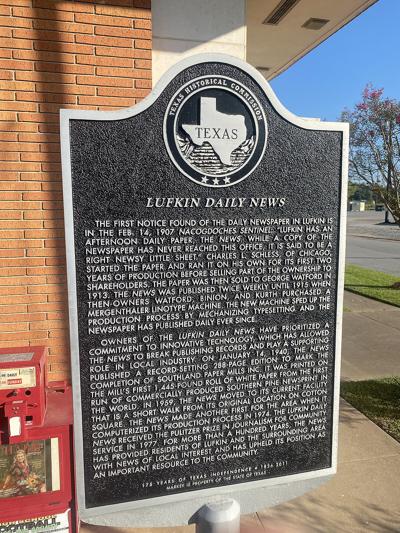 TEXAS HISTORICAL COMMISSION
TEXAS
LUFKIN DAILY NEWS
THE FIRST NOTICE FOUND OF THE DAILY NEWSPAPER IN LUFKIN IS
IN THE FEB. 14, 1907 NACOGDOCHES SENTINEL: "LUFKIN HAS AN
AFTERNOON DAILY PAPER, THE NEWS. WHILE A COPY OF THE
NEWSPAPER HAS NEVER REACHED THIS OFFICE, IT IS SAID TO BE A
RIGHT NEWSY LITTLE SHEET." CHARLES L. SCHLESS, OF CHICAGO,
STARTED THE PAPER AND RAN IT ON HIS OWN FOR ITS FIRST TWO
YEARS OF PRODUCTION BEFORE SELLING PART OF THE OWNERSHIP TO
SHAREHOLDERS. THE PAPER WAS THEN SOLD TO GEORGE WATFORD IN
1913. THE NEWS WAS PUBLISHED TWICE WEEKLY UNTIL 1915 WHEN
THEN-OWNERS WATFORD, BINION, AND KURTH PURCHASED A
MERGENTHALER LINOTYPE MACHINE. THE NEW MACHINE SPED UP THE
PRODUCTION PROCESS BY MECHANIZING TYPESETTING, AND THE
NEWSPAPER HAS PUBLISHED DAILY EVER SINCE.
OWNERS OF THE LUFKIN DAILY NEWS HAVE PRIORITIZED A
COMMITMENT TO INNOVATIVE TECHNOLOGY, WHICH HAS ALLOWED
THE NEWS TO BREAK PUBLISHING RECORDS AND PLAY A SUPPORTING
ROLE IN LOCAL INDUSTRY. ON JANUARY 14, 1940, THE NEWS
PUBLISHED A RECORD-SETTING 288-PAGE EDITION TO MARK THE
COMPLETION OF SOUTHLAND PAPER MILLS INC. IT WAS PRINTED ON
THE MILL'S FIRST 1,445-POUND ROLL OF WHITE PAPER FROM THE FIRST
RUN OF COMMERCIALLY PRODUCED SOUTHERN PINE NEWSPRINT IN
THE WORLD. IN 1959, THE NEWS MOVED TO ITS CURRENT FACILITY
THAT IS A SHORT WALK FROM ITS ORIGINAL LOCATION ON COTTON
SQUARE. THE NEWS MADE ANOTHER FIRST FOR THE AREA WHEN IT
COMPUTERIZED ITS PRODUCTION PROCESS IN 1974. THE LUFKIN DAILY
NEWS RECEIVED THE PULITZER PRIZE IN JOURNALISM FOR COMMUNITY
SERVICE IN 1977. FOR MORE THAN A HUNDRED YEARS, THE NEWS
HAS PROVIDED RESIDENTS OF LUFKIN AND THE SURROUNDING AREA
WITH NEWS OF LOCAL INTEREST AND HAS UPHELD ITS POSITION AS
AN IMPORTANT RESOURCE TO THE COMMUNITY.
175 YEARS OF TEXAS INDEPENDENCE 1836 2011
MARKER IS PROPERTY OF THE STATE OF TEXAS